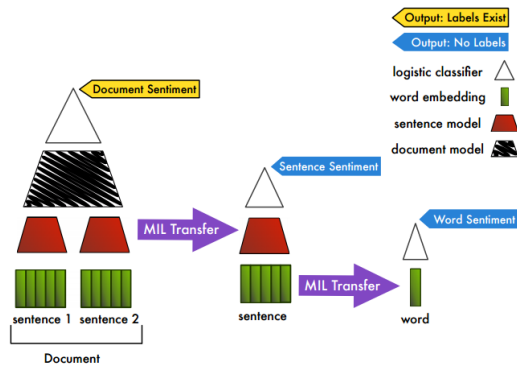 Output: Labels Exist
Output: No Labels
logistic classifier
word embedding
sentence model
document model
Document Sentiment
Sentence Sentiment
Word Sentiment
MIL Transfer
MIL Transfer
sentence 1
sentence 2
sentence
word
Document